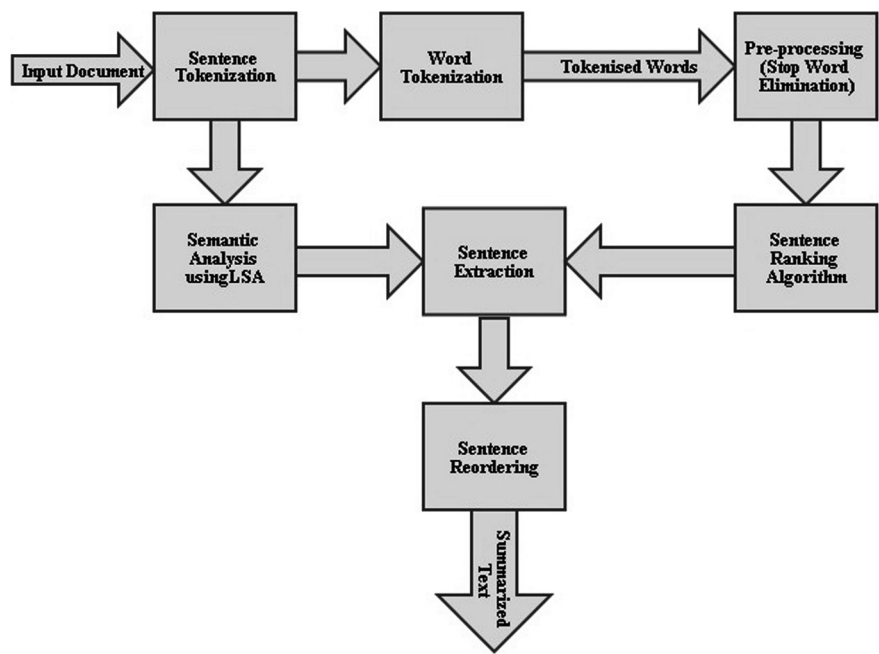 Input Document
Sentence
Tokenization
Word
Tokenization
Tokenised Words
Pre-processing
(Stop Word
Elimination)
Semantic
Analysis
usingLSA
Sentence
Extraction
Sentence
Ranking
Algorithm
Sentence
Reordering
Summarized
Text